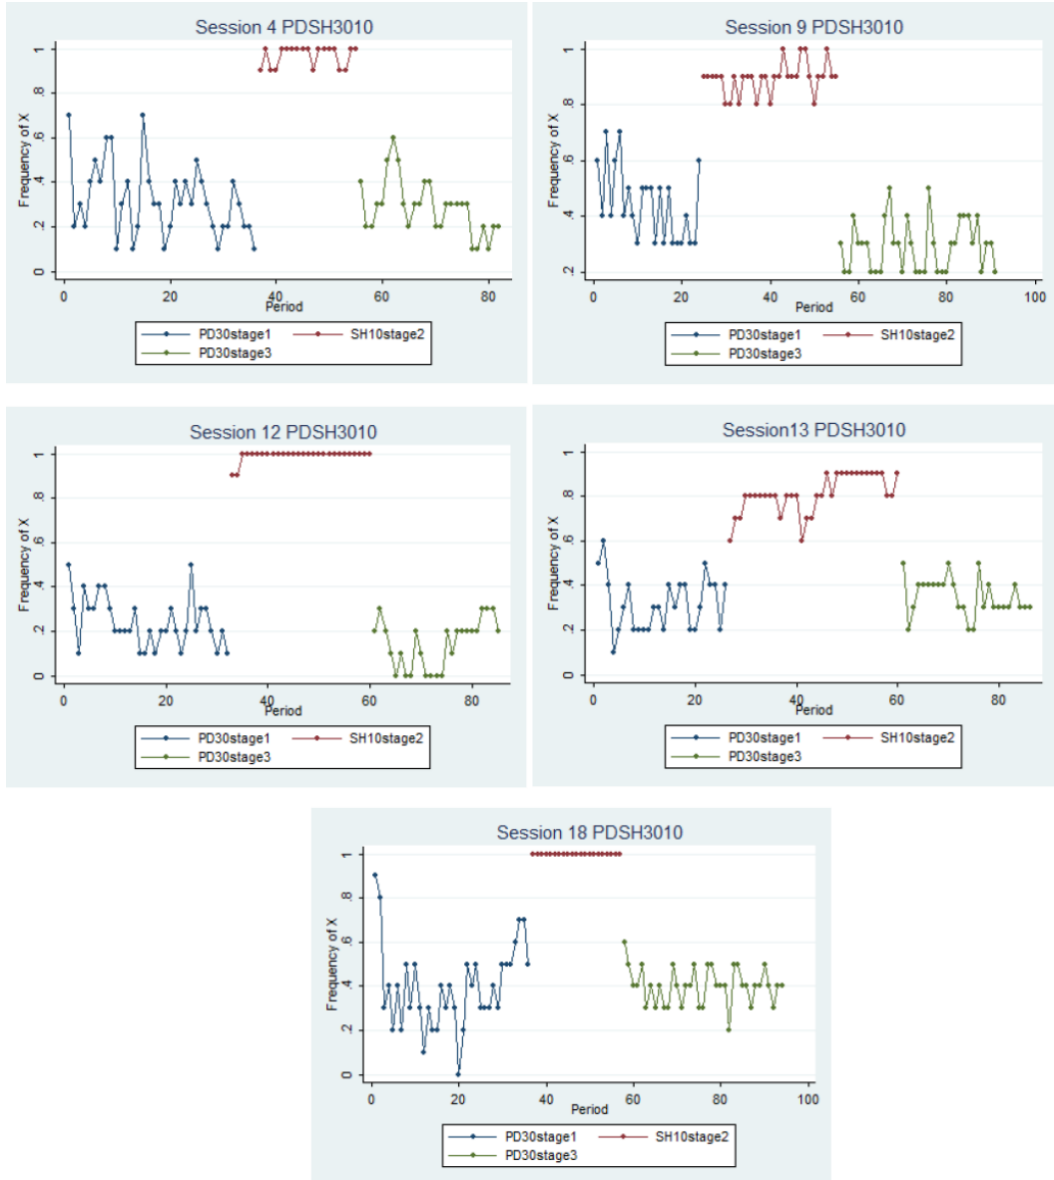 Session 4 PDSH3010
Frequency of X
1
.8
.6
.4
.2
0
0 20 40 60 80
Period
PD30stage1 SH10stage2
PD30stage3
Session 9 PDSH3010
Frequency of X
1
.8
.6
.4
.2
0 20 40 60 80 100
Period
PD30stage1 SH10stage2
PD30stage3
Session 12 PDSH3010
Frequency of X
1
.8
.6
.4
.2
0
0 20 40 60 80
Period
PD30stage1 SH10stage2
PD30stage3
Session13 PDSH3010
Frequency of X
1
.8
.6
.4
.2
0
0 20 40 60 80
Period
PD30stage1 SH10stage2
PD30stage3
Session 18 PDSH3010
Frequency of X
1
.8
.6
.4
.2
0
0 20 40 60 80 100
Period
PD30stage1 SH10stage2
PD30stage3